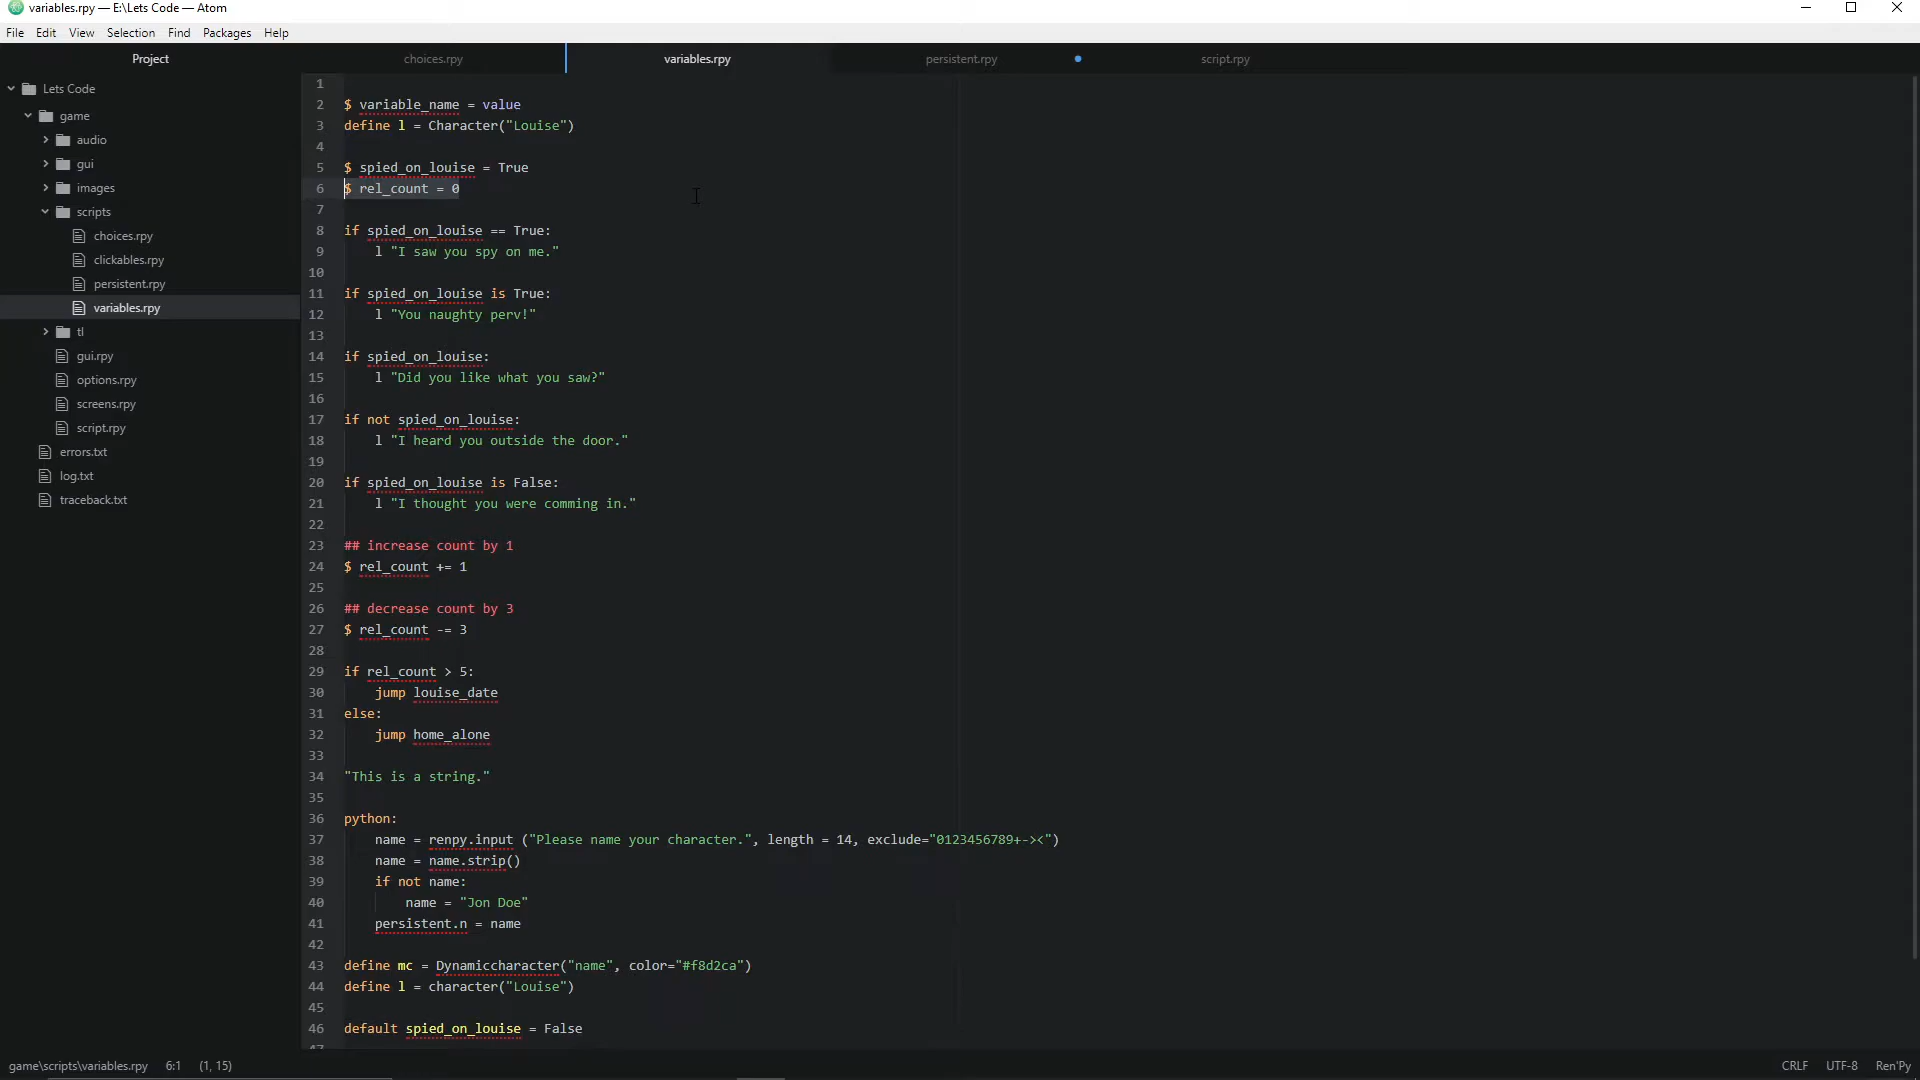 variables.rpy — E:\Lets Code — Atom
File Edit View Selection Find Packages Help
Project
choices.rpy
variables.rpy
persistent.rpy
script.rpy
Lets Code
game
audio
gui
images
scripts
choices.rpy
clickables.rpy
persistent.rpy
variables.rpy
tl
gui.rpy
options.rpy
screens.rpy
script.rpy
errors.txt
log.txt
traceback.txt
1
2 $ variable_name = value
3 define l = Character("Louise")
4
5 $ spied_on_louise = True
6 $ rel_count = 0
7
8 if spied_on_louise == True:
9 l "I saw you spy on me."
10
11 if spied_on_louise is True:
12 l "You naughty perv!"
13
14 if spied_on_louise:
15 l "Did you like what you saw?"
16
17 if not spied_on_louise:
18 l "I heard you outside the door."
19
20 if spied_on_louise is False:
21 l "I thought you were comming in."
22
23 ## increase count by 1
24 $ rel_count += 1
25
26 ## decrease count by 3
27 $ rel_count -= 3
28
29 if rel_count > 5:
30 jump louise_date
31 else:
32 jump home_alone
33
34 "This is a string."
35
36 python:
37 name = renpy.input ("Please name your character.", length = 14, exclude="0123456789+-><")
38 name = name.strip()
39 if not name:
40 name = "Jon Doe"
41 persistent.n = name
42
43 define mc = Dynamiccharacter("name", color="#f8d2ca")
44 define l = character("Louise")
45
46 default spied_on_louise = False
47
game\scripts\variables.rpy 6:1 (1, 15)
CRLF UTF-8 Ren'Py